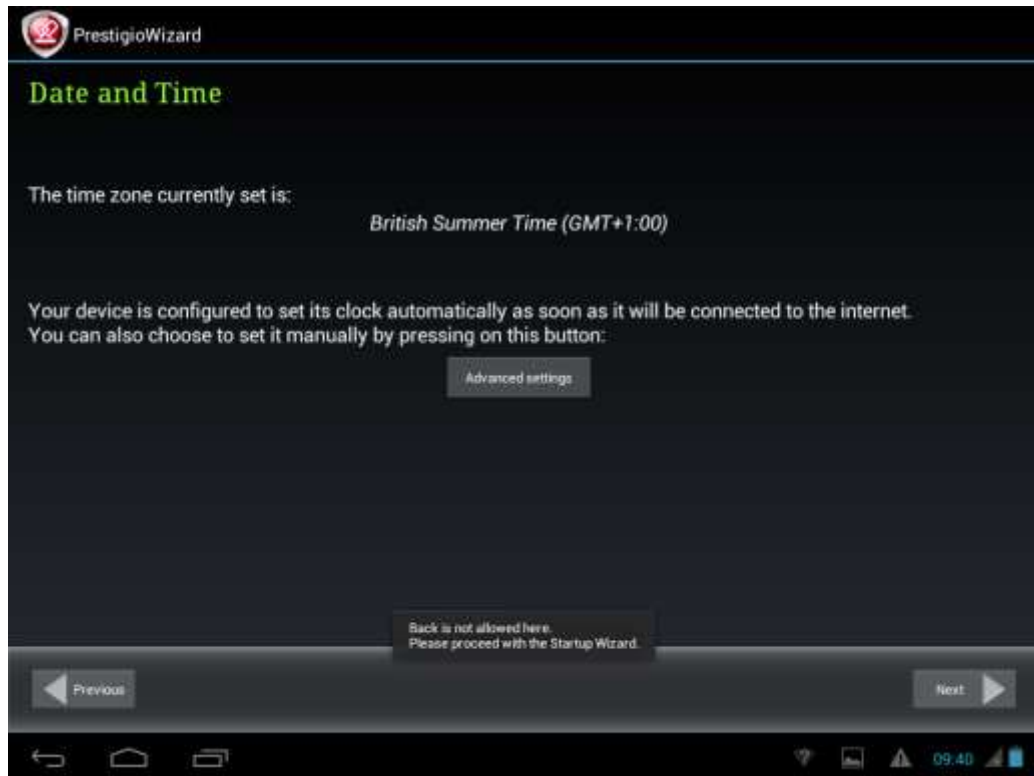 PrestigioWizard
Date and Time
The time zone currently set is:
British Summer Time (GMT+1:00)
Your device is configured to set its clock automatically as soon as it will be connected to the internet.
You can also choose to set it manually by pressing on this button:
Advanced settings
Back is not allowed here.
Please proceed with the Startup Wizard.
Previous
Next
09:40